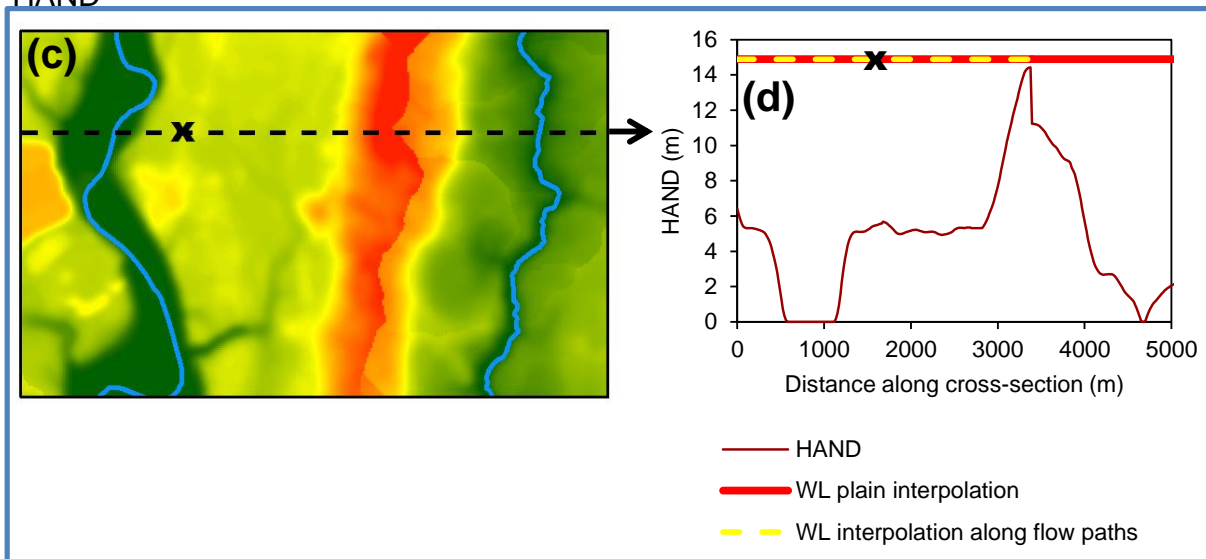 HAND
(c)
x
(d)
x
16
14
12
10
8
6
4
2
0
HAND (m)
0 1000 2000 3000 4000 5000
Distance along cross-section (m)
HAND
WL plain interpolation
WL interpolation along flow paths